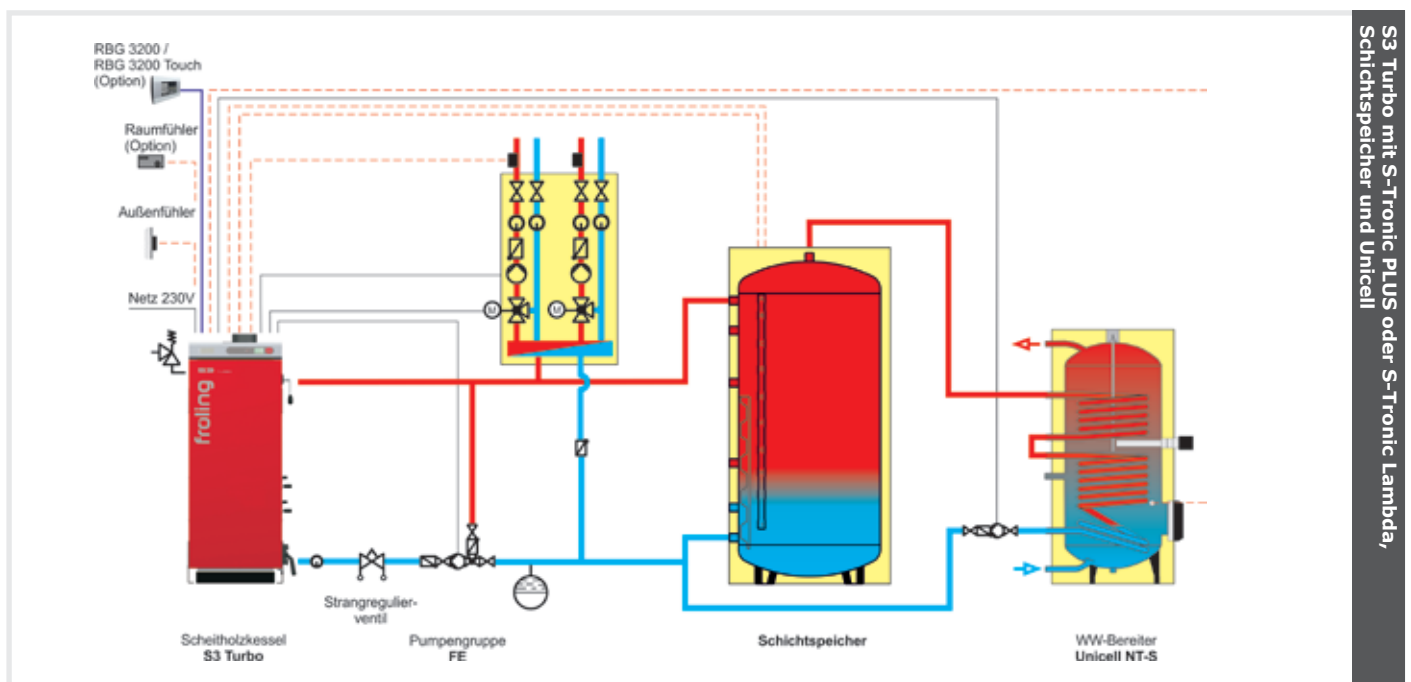 RBG 3200 /
RBG 3200 Touch
(Option)
Raumfühler
(Option)
Außenfühler
Netz 230V
M
M
froling
Strangregulier-
ventil
Scheitholzkessel
S3 Turbo
Pumpengruppe
FE
Schichtspeicher
WW-Bereiter
Unicell NT-S
S3 Turbo mit S-Tronic PLUS oder S-Tronic Lambda,
Schichtspeicher und Unicell